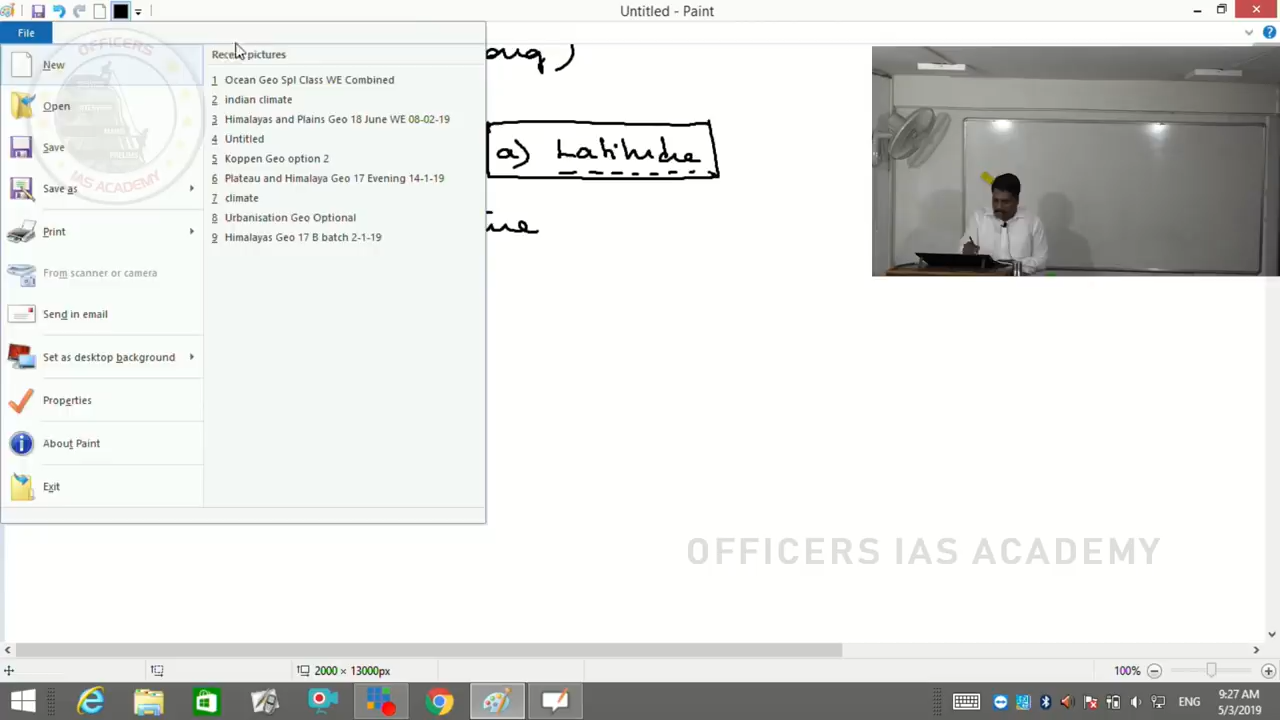 Untitled - Paint
File
Recent pictures
New
1 Ocean Geo Spl Class WE Combined
2 indian climate
Open
3 Himalayas and Plains Geo 18 June WE 08-02-19
4 Untitled
Save
5 Koppen Geo option 2
6 Plateau and Himalaya Geo 17 Evening 14-1-19
Save as
7 climate
8 Urbanisation Geo Optional
Print
9 Himalayas Geo 17 B batch 2-1-19
From scanner or camera
Send in email
Set as desktop background
Properties
About Paint
Exit
a) Latitude
OFFICERS
IAS ACADEMY
OFFICERS IAS ACADEMY
2000 × 13000px
100%
ENG
9:27 AM
5/3/2019